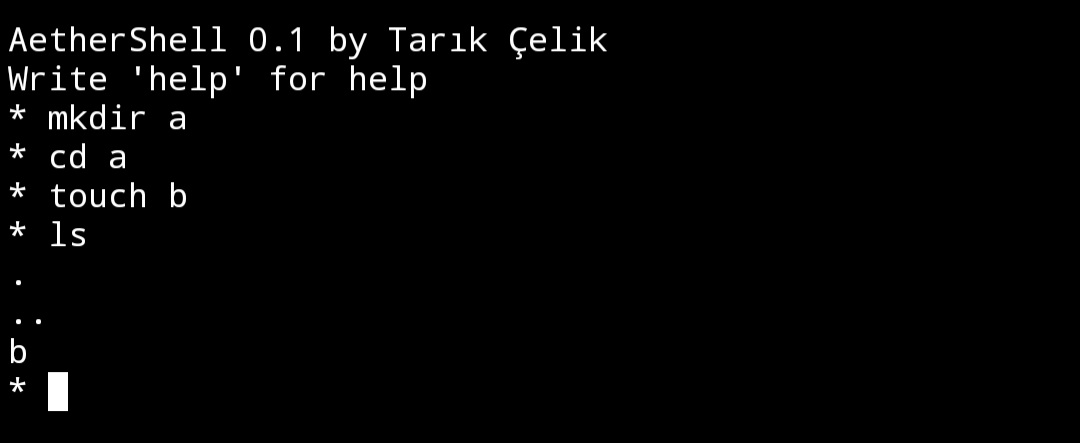 AetherShell 0.1 by Tarık Çelik
Write 'help' for help
* mkdir a
* cd a
* touch b
* ls
.
..
b
*